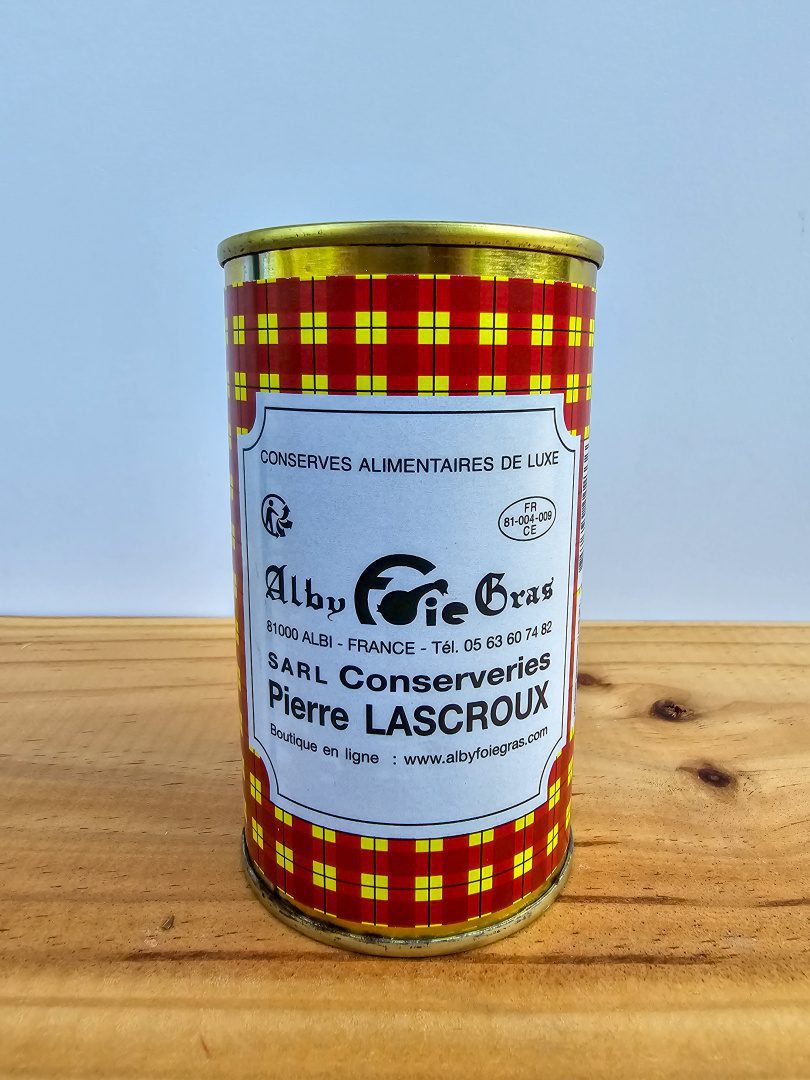 CONSERVES ALIMENTAIRES DE LUXE
FR
81-004-009
CE
Alby Foie Gras
81000 ALBI - FRANCE - Tél. 05 63 60 74 82
SARL Conserveries
Pierre LASCROUX
Boutique en ligne : www.albyfoiegras.com